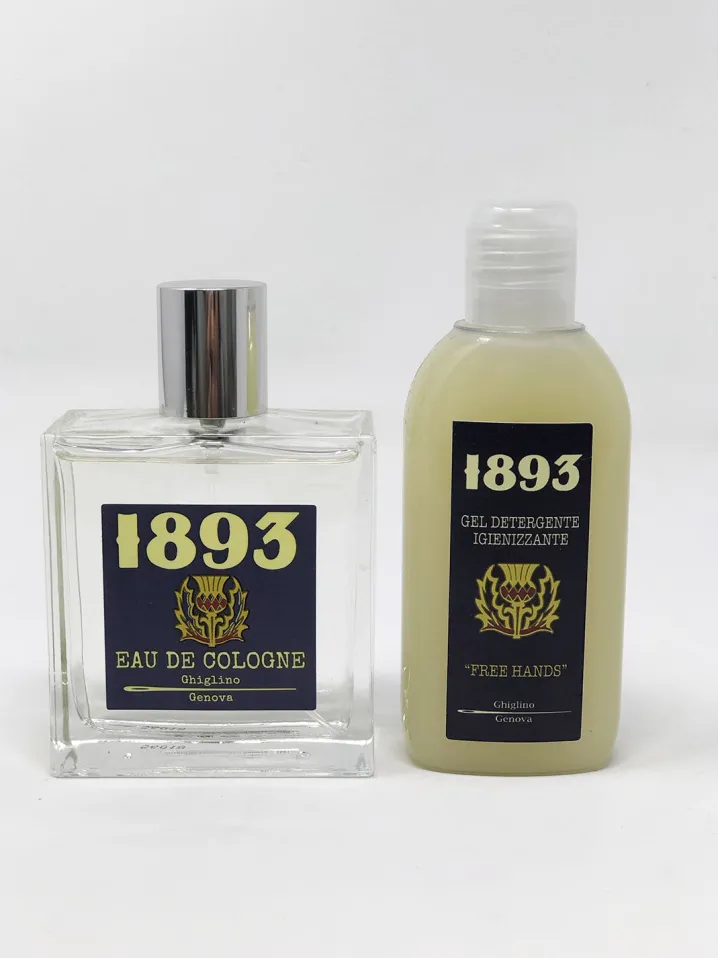 1893
EAU DE COLOGNE
Ghiglino
Genova
1893
GEL DETERGENTE
IGIENIZZANTE
“FREE HANDS”
Ghiglino
Genova